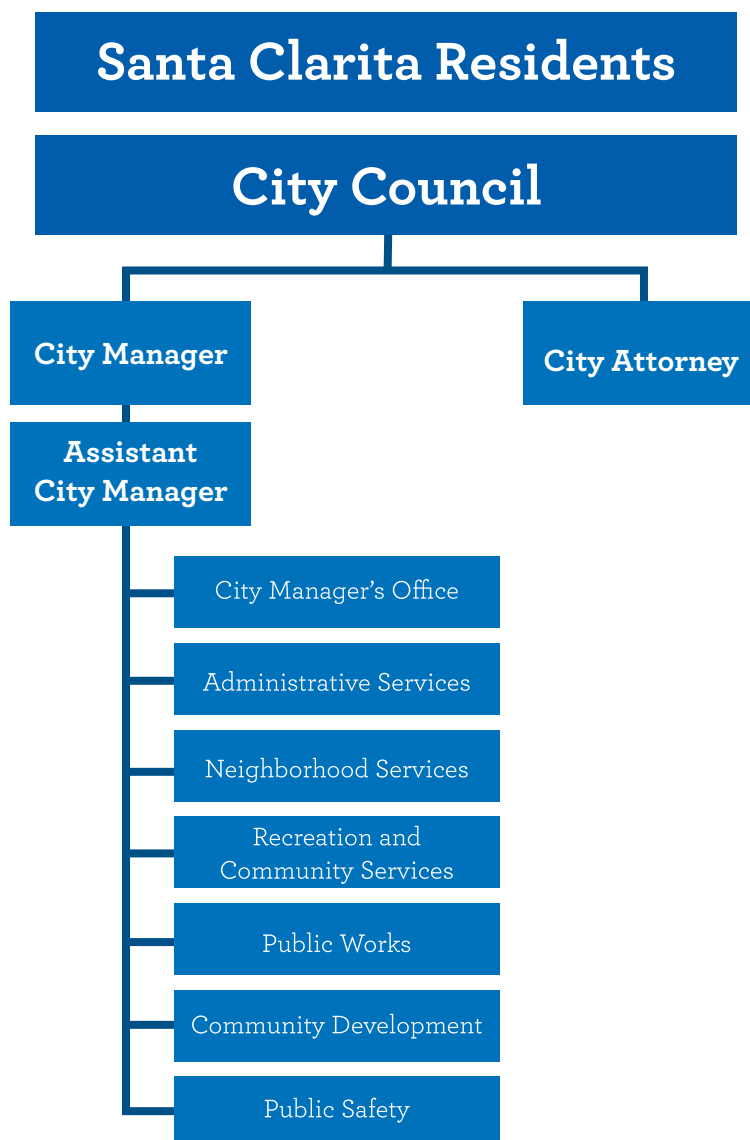 Santa Clarita Residents
City Council
City Manager
City Attorney
Assistant
City Manager
City Manager’s Office
Administrative Services
Neighborhood Services
Recreation and
Community Services
Public Works
Community Development
Public Safety